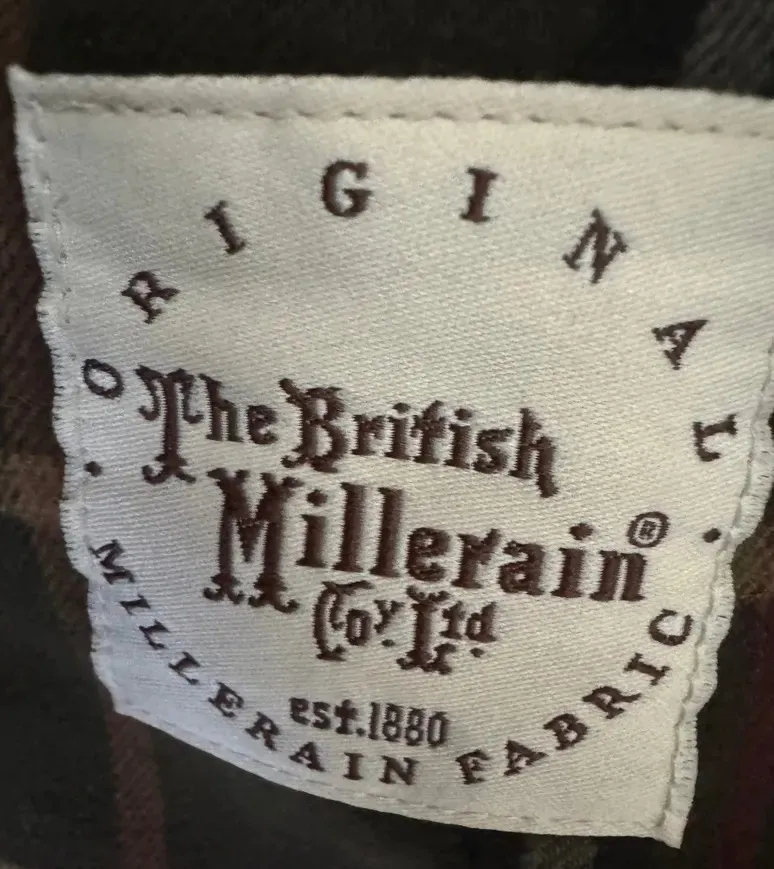 ORIGINAL
The British
Millerain®
Coy. Ltd.
est.1880
· MILLERAIN FABRIC ·